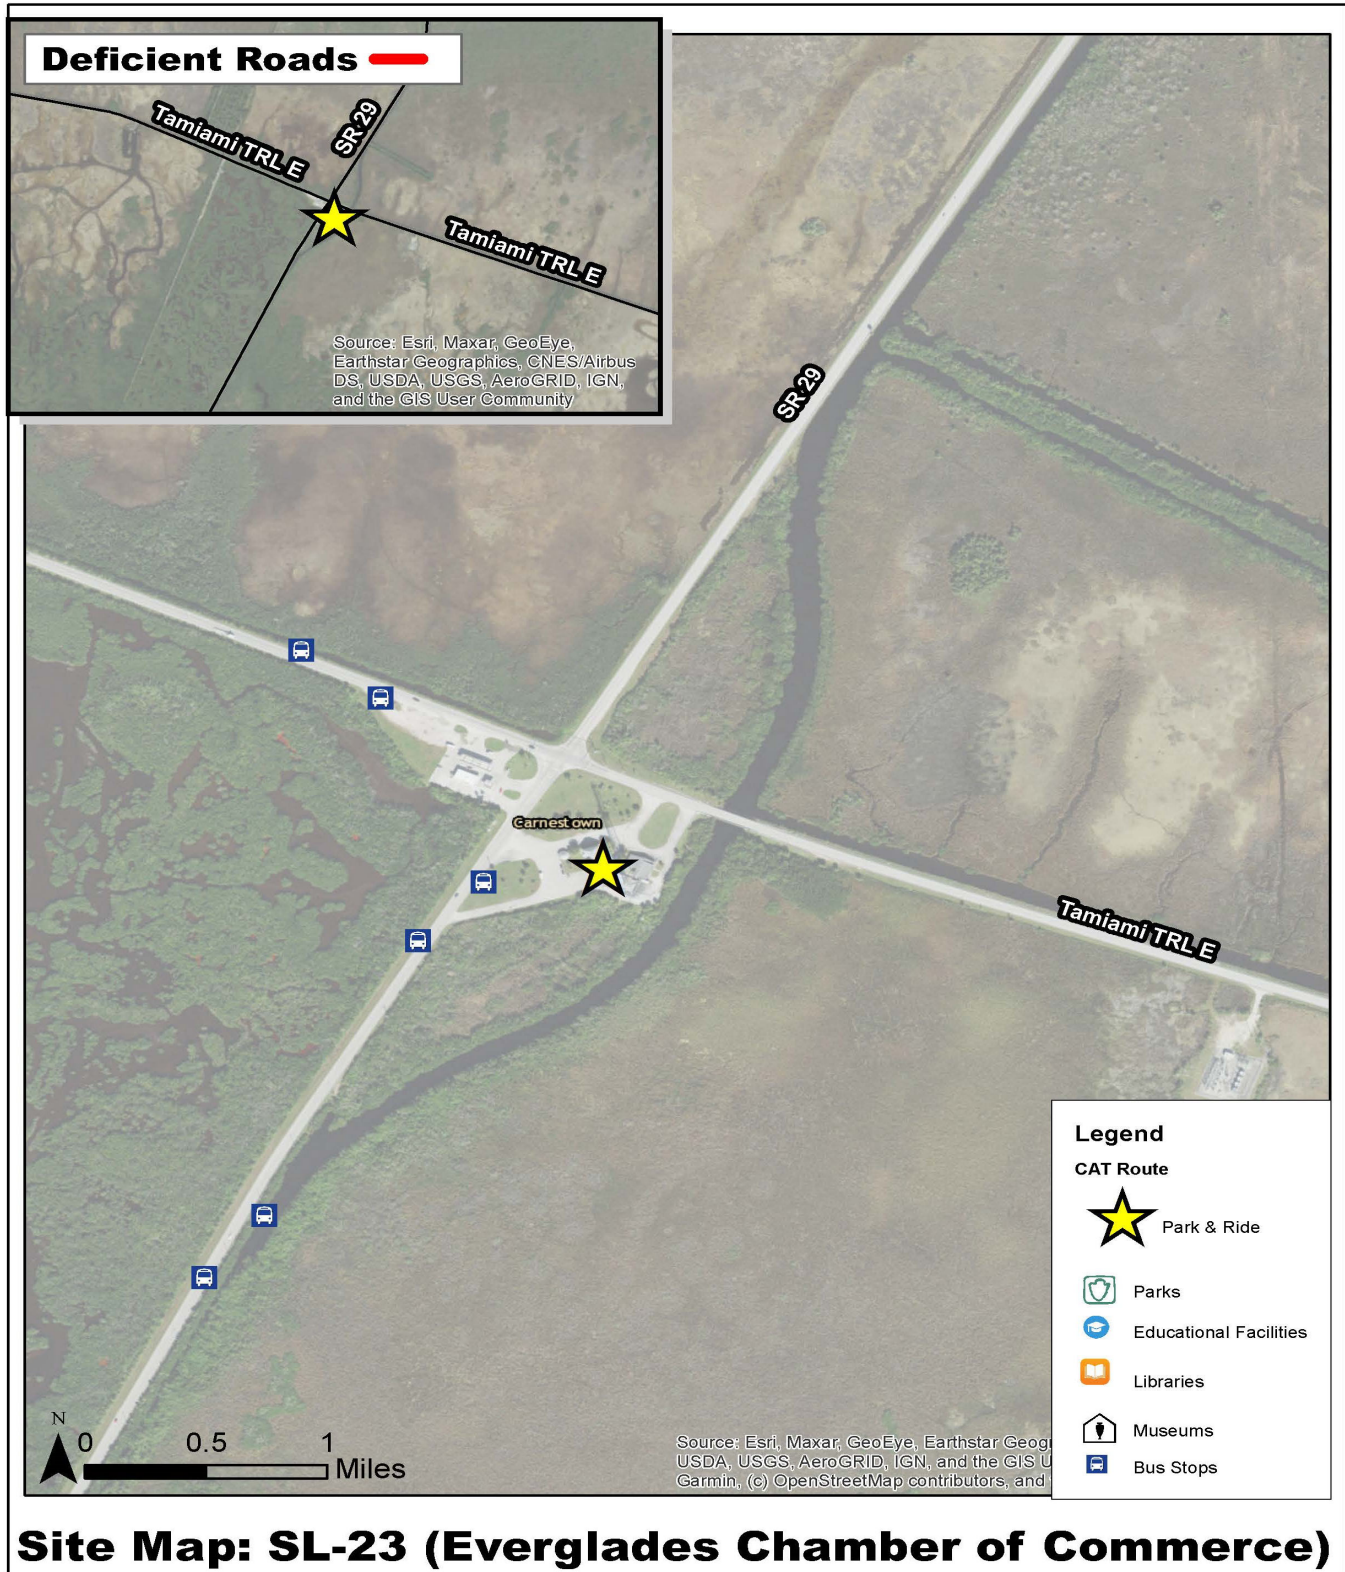 Deficient Roads
Tamiami TRL E
SR 29
Tamiami TRL E
Source: Esri, Maxar, GeoEye,
Earthstar Geographics, CNES/Airbus
DS, USDA, USGS, AeroGRID, IGN,
and the GIS User Community
SR 29
Carnestown
Tamiami TRL E
Legend
CAT Route
Park & Ride
Parks
Educational Facilities
Libraries
Museums
Bus Stops
N
0 0.5 1
Miles
Source: Esri, Maxar, GeoEye, Earthstar Geogr
USDA, USGS, AeroGRID, IGN, and the GIS U
Garmin, (c) OpenStreetMap contributors, and
Site Map: SL-23 (Everglades Chamber of Commerce)